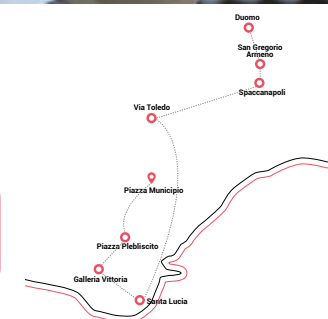 Duomo
San Gregorio
Armeno
Spaccanapoli
Via Toledo
Piazza Municipio
Piazza Plebliscito
Galleria Vittoria
Santa Lucia